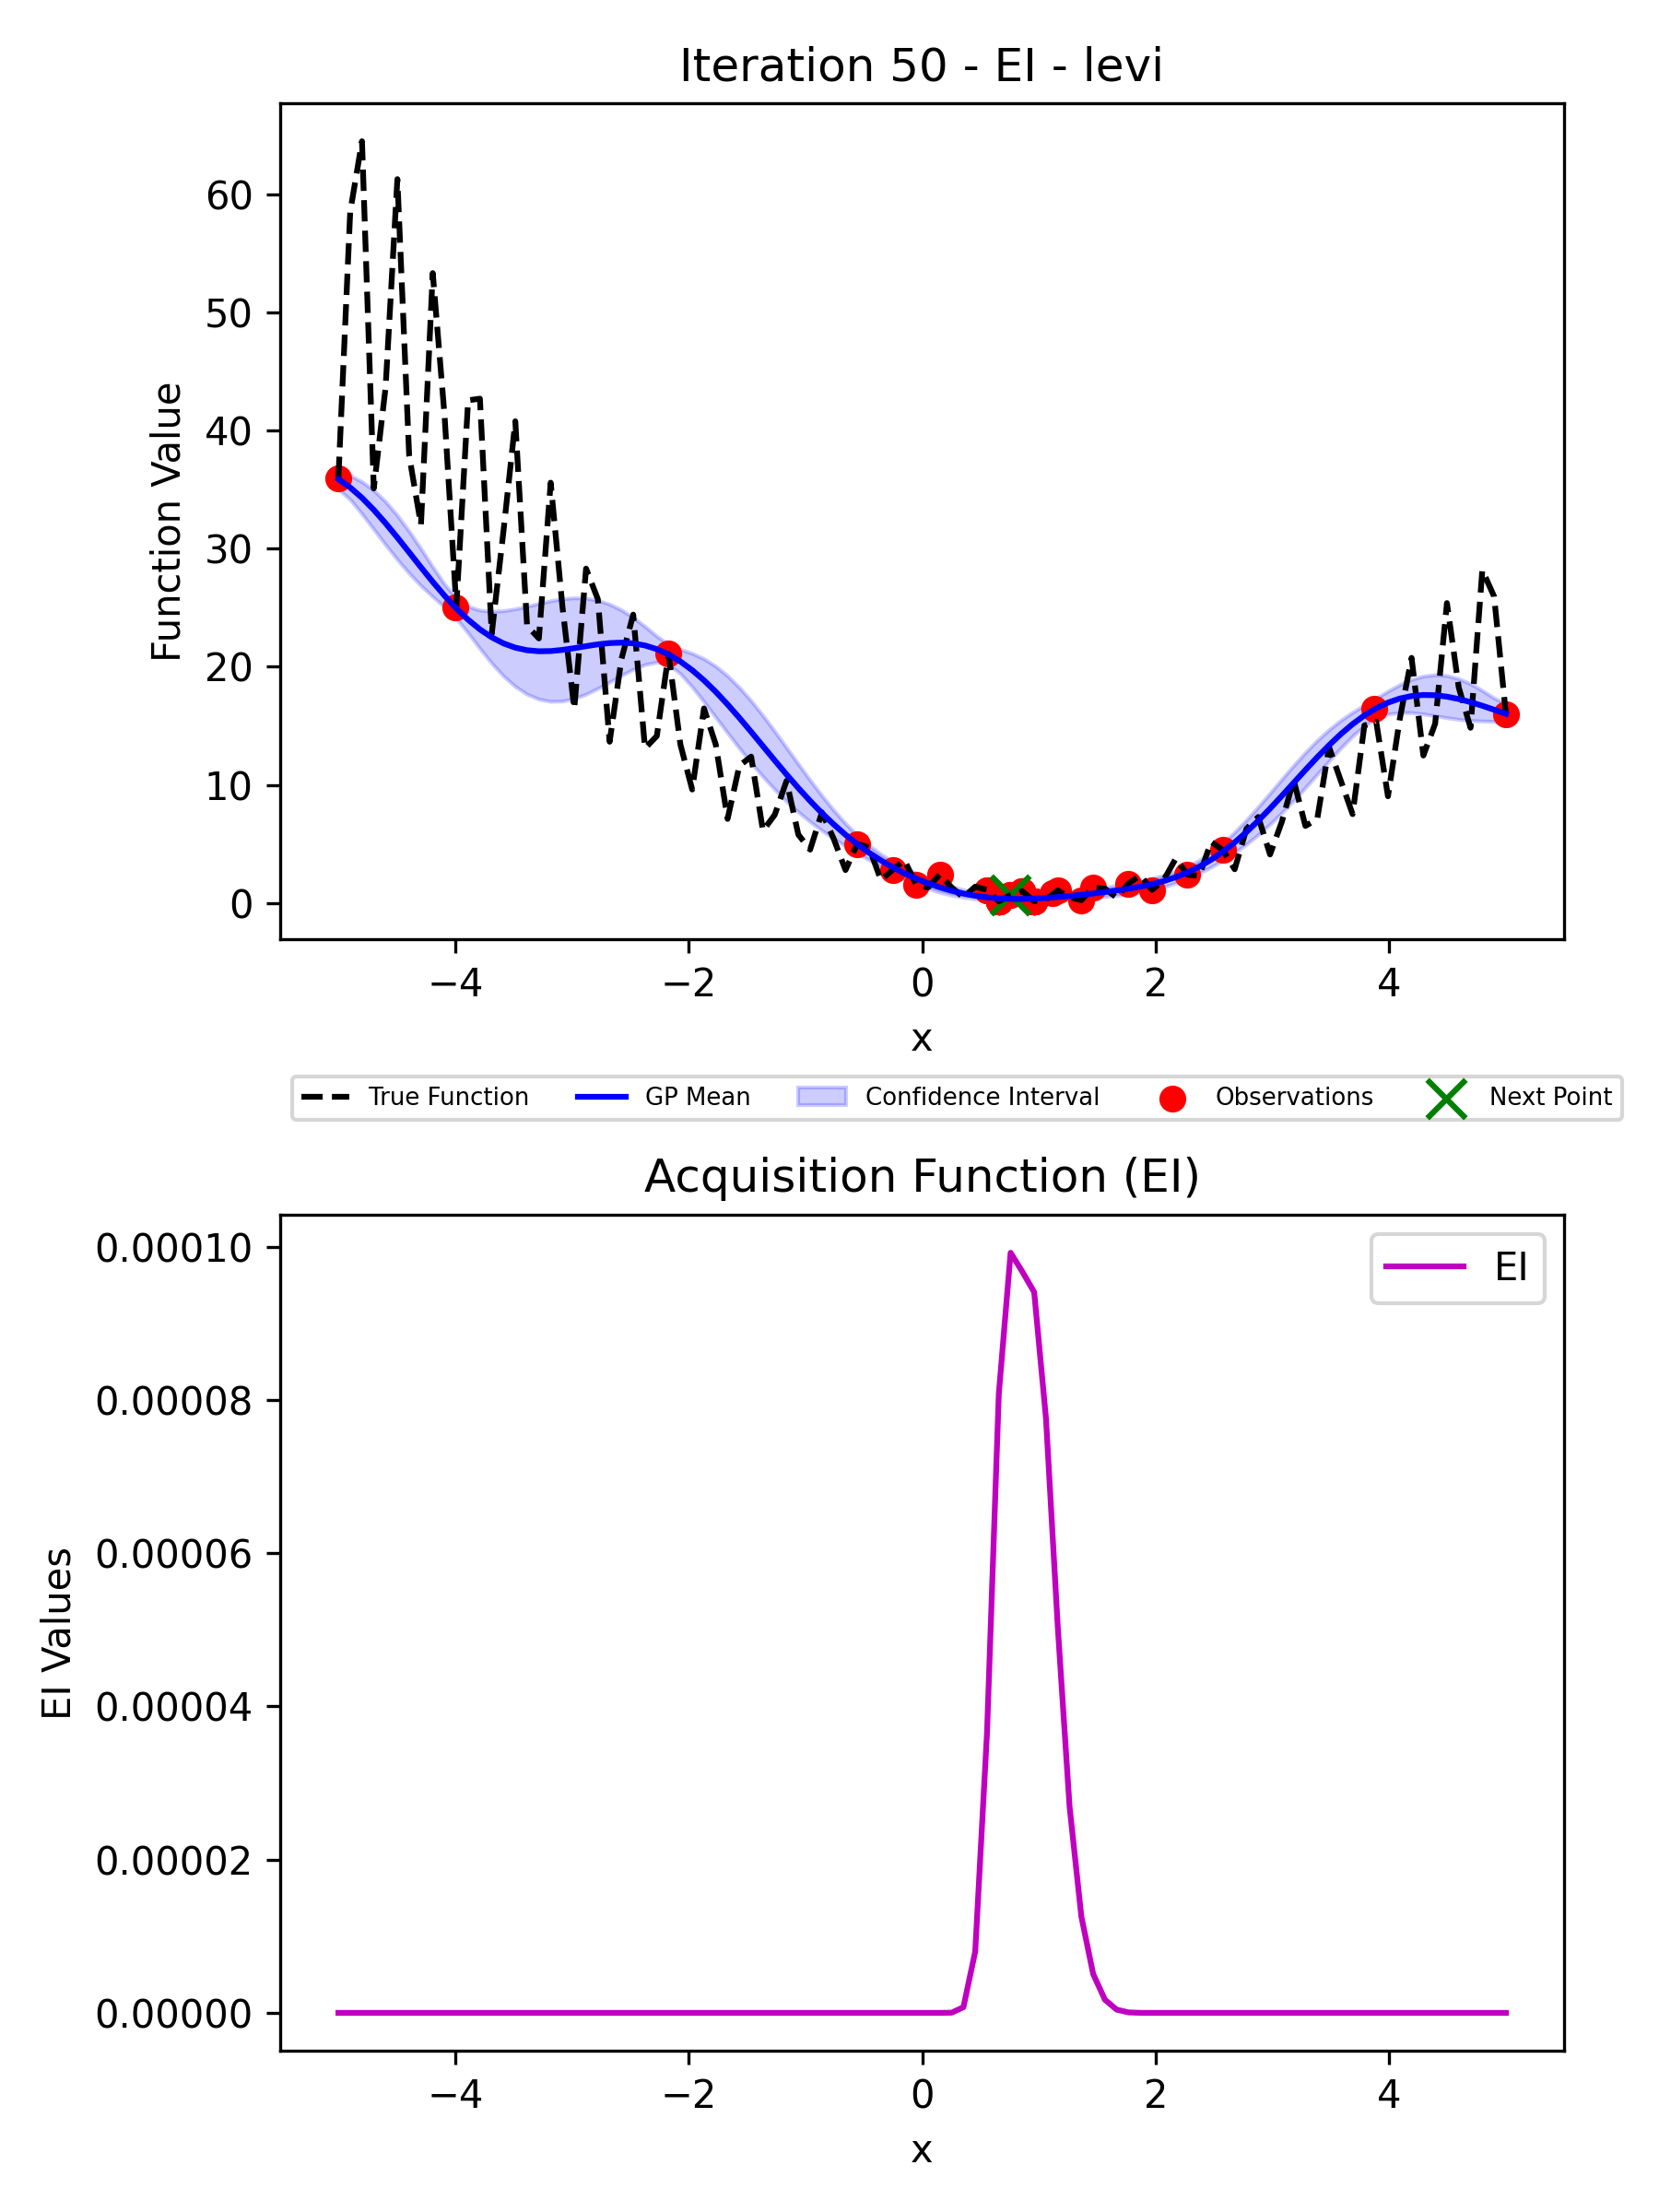 Iteration 50 - EI - levi
60
50
40
30
20
10
0
Function Value
−4 −2 0 2 4
x
True Function GP Mean Confidence Interval Observations Next Point
Acquisition Function (EI)
EI
0.00010
0.00008
0.00006
0.00004
0.00002
0.00000
EI Values
−4 −2 0 2 4
x